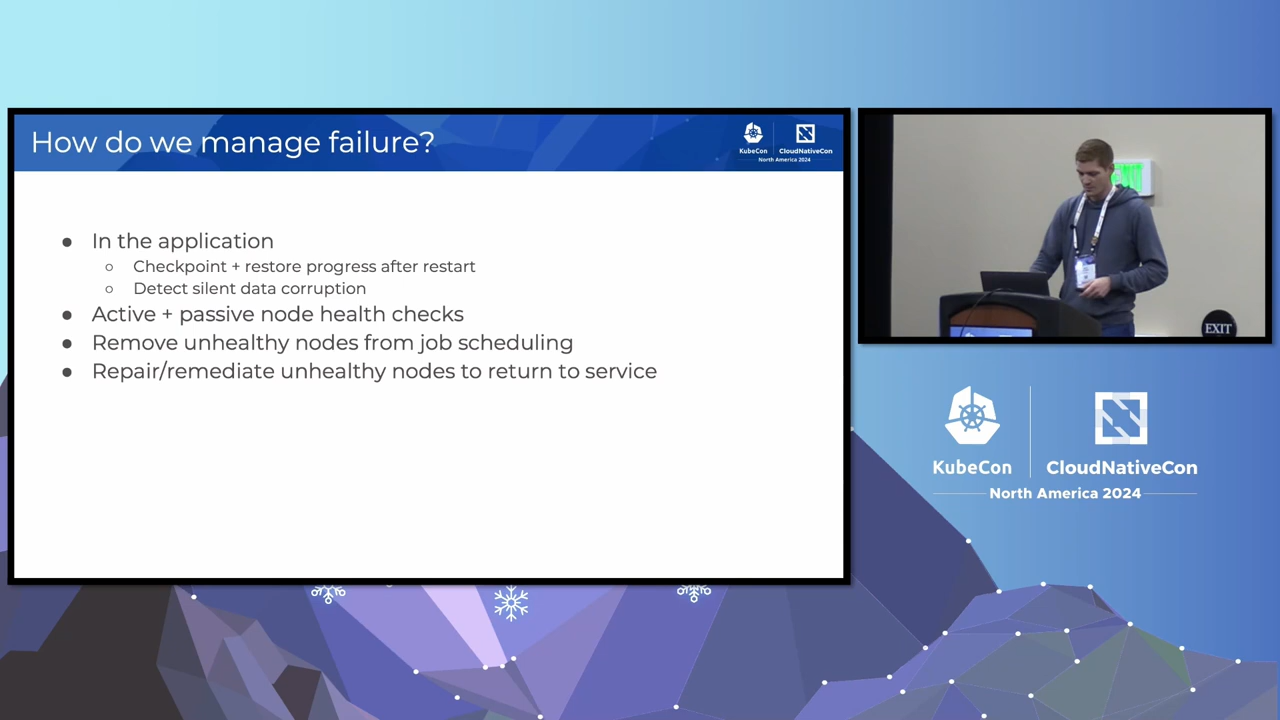 How do we manage failure?
KubeCon
CloudNativeCon
North America 2024
● In the application
○ Checkpoint + restore progress after restart
○ Detect silent data corruption
● Active + passive node health checks
● Remove unhealthy nodes from job scheduling
● Repair/remediate unhealthy nodes to return to service
EXIT
KubeCon
CloudNativeCon
North America 2024